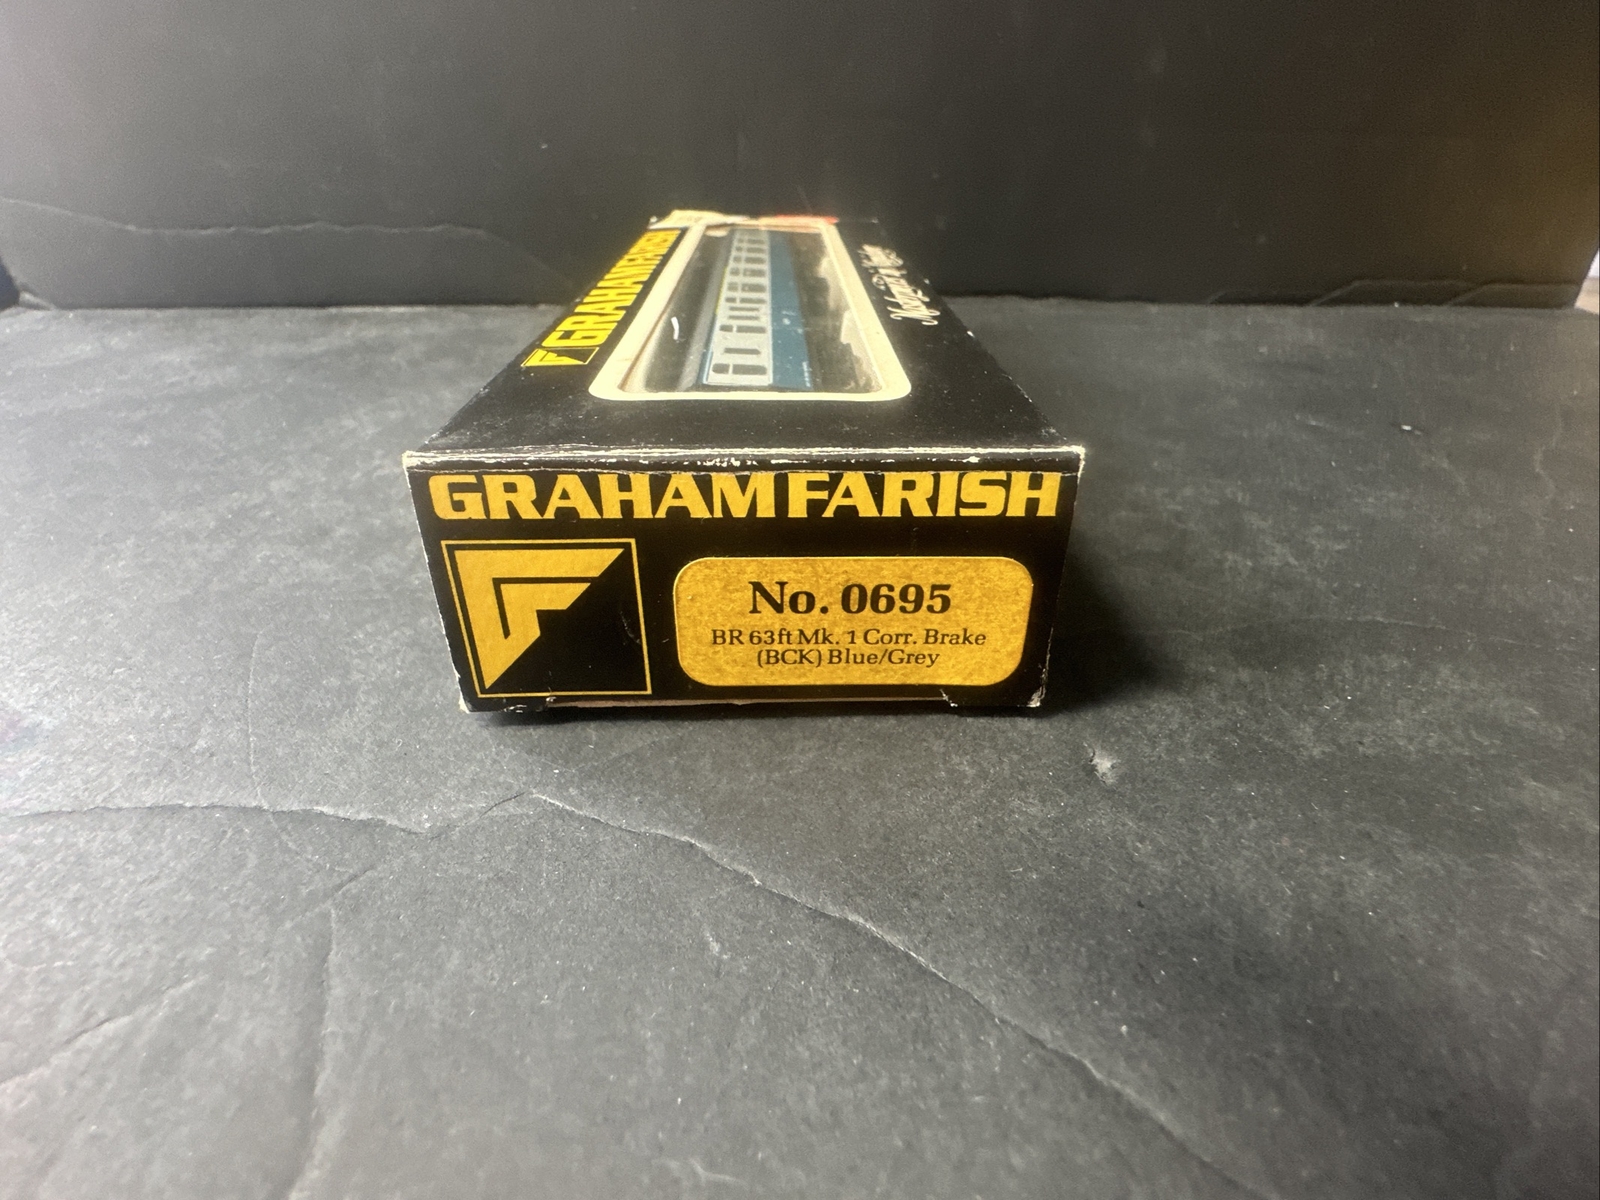 GRAHAM FARISH
GRAHAM FARISH
No. 0695
BR 63ft Mk. 1 Corr. Brake
(BCK) Blue/Grey